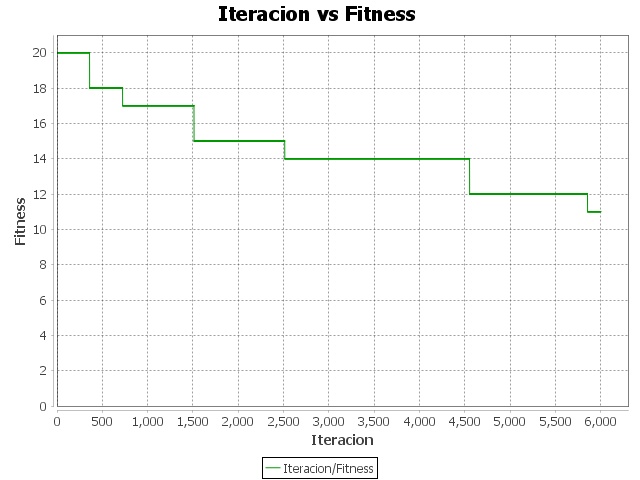 Iteracion vs Fitness
20
18
16
14
12
10
8
6
4
2
0
Fitness
0 500 1,000 1,500 2,000 2,500 3,000 3,500 4,000 4,500 5,000 5,500 6,000
Iteracion
Iteracion/Fitness